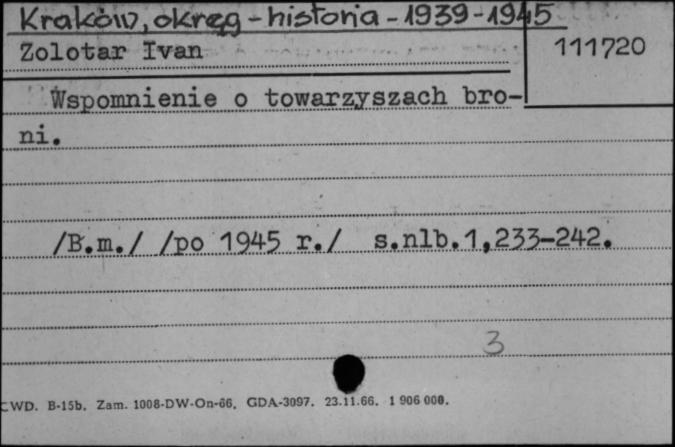 Kraków, okręg - historia - 1939-1945
Zolotar Ivan
111720
Wspomnienie o towarzyszach bro-
ni.
/B.m./ /po 1945 r./ s.nlb.1,233-242.
3
CWD. B-15b. Zam. 1008-DW-On-66. GDA-3097. 23.11.66. 1 906 000.